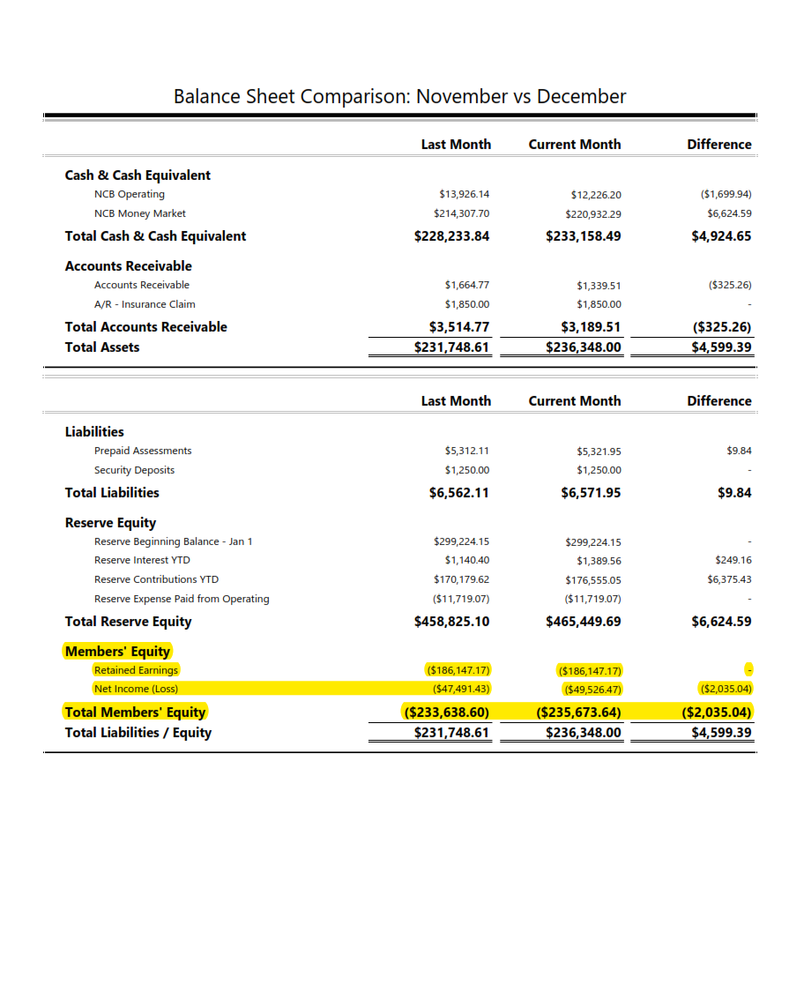 Balance Sheet Comparison: November vs December
Last Month Current Month Difference
Cash & Cash Equivalent
NCB Operating $13,926.14 $12,226.20 ($1,699.94)
NCB Money Market $214,307.70 $220,932.29 $6,624.59
Total Cash & Cash Equivalent $228,233.84 $233,158.49 $4,924.65
Accounts Receivable
Accounts Receivable $1,664.77 $1,339.51 ($325.26)
A/R - Insurance Claim $1,850.00 $1,850.00 -
Total Accounts Receivable $3,514.77 $3,189.51 ($325.26)
Total Assets $231,748.61 $236,348.00 $4,599.39
Last Month Current Month Difference
Liabilities
Prepaid Assessments $5,312.11 $5,321.95 $9.84
Security Deposits $1,250.00 $1,250.00 -
Total Liabilities $6,562.11 $6,571.95 $9.84
Reserve Equity
Reserve Beginning Balance - Jan 1 $299,224.15 $299,224.15 -
Reserve Interest YTD $1,140.40 $1,389.56 $249.16
Reserve Contributions YTD $170,179.62 $176,555.05 $6,375.43
Reserve Expense Paid from Operating ($11,719.07) ($11,719.07) -
Total Reserve Equity $458,825.10 $465,449.69 $6,624.59
Members' Equity
Retained Earnings ($186,147.17) ($186,147.17) -
Net Income (Loss) ($47,491.43) ($49,526.47) ($2,035.04)
Total Members' Equity ($233,638.60) ($235,673.64) ($2,035.04)
Total Liabilities / Equity $231,748.61 $236,348.00 $4,599.39